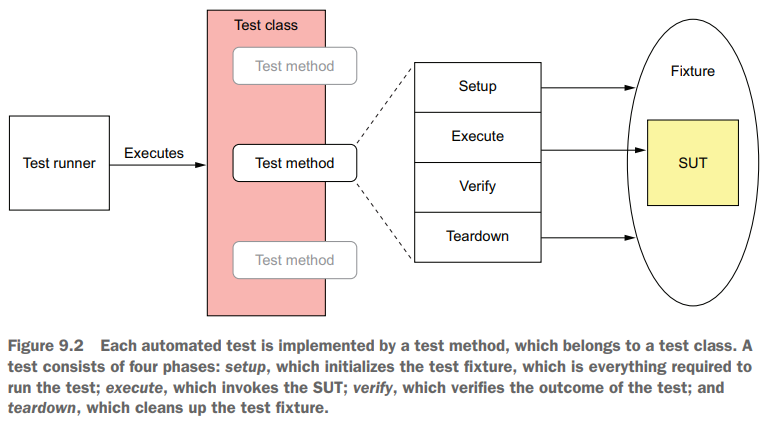 Test class
Test method
Test runner
Executes
Test method
Test method
Setup
Execute
Verify
Teardown
Fixture
SUT
Figure 9.2 Each automated test is implemented by a test method, which belongs to a test class. A
test consists of four phases: setup, which initializes the test fixture, which is everything required to
run the test; execute, which invokes the SUT; verify, which verifies the outcome of the test; and
teardown, which cleans up the test fixture.